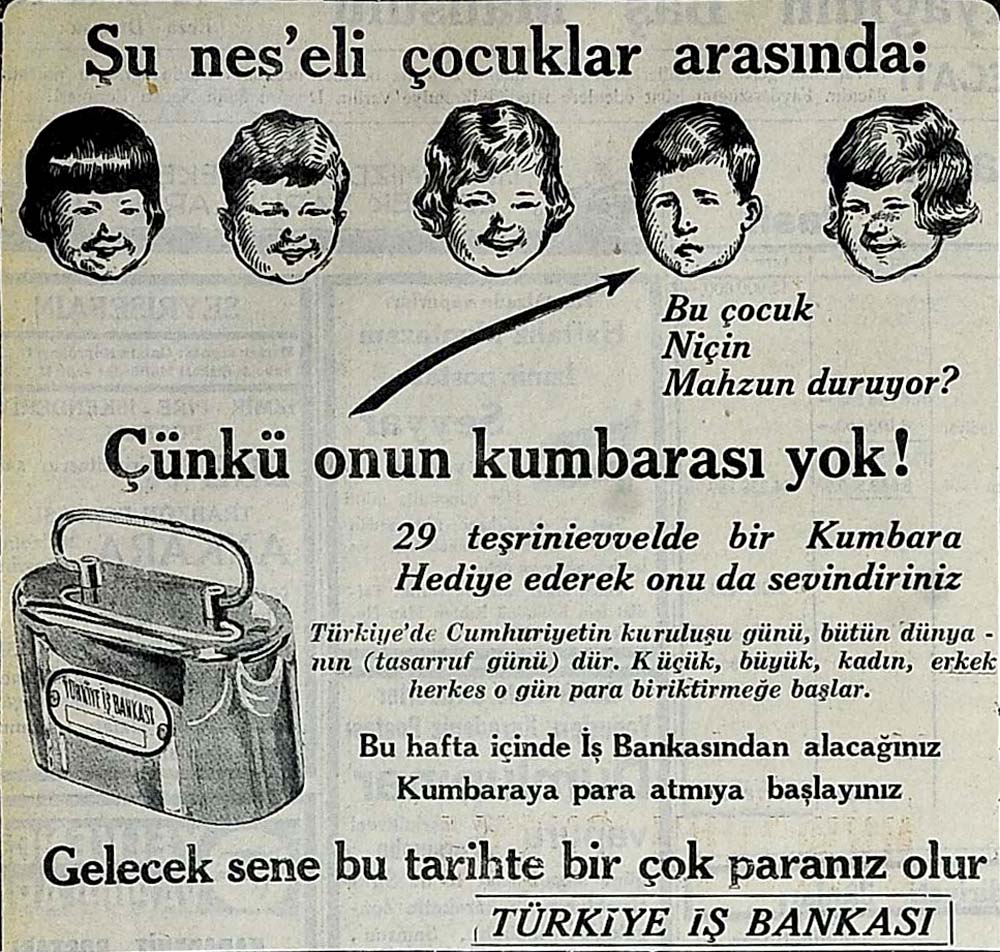 Şu neş'eli çocuklar arasında:
Bu çocuk
Niçin
Mahzun duruyor?
Çünkü onun kumbarası yok!
29 teşrinievvelde bir Kumbara
Hediye ederek onu da sevindiriniz
Türkiye'de Cumhuriyetin kuruluşu günü, bütün dünya -
nın (tasarruf günü) dür. Küçük, büyük, kadın, erkek
herkes o gün para biriktirmeğe başlar.
TÜRKİYE İŞ BANKASI
Bu hafta içinde İş Bankasından alacağınız
Kumbaraya para atmıya başlayınız
Gelecek sene bu tarihte bir çok paranız olur
TÜRKİYE İŞ BANKASI